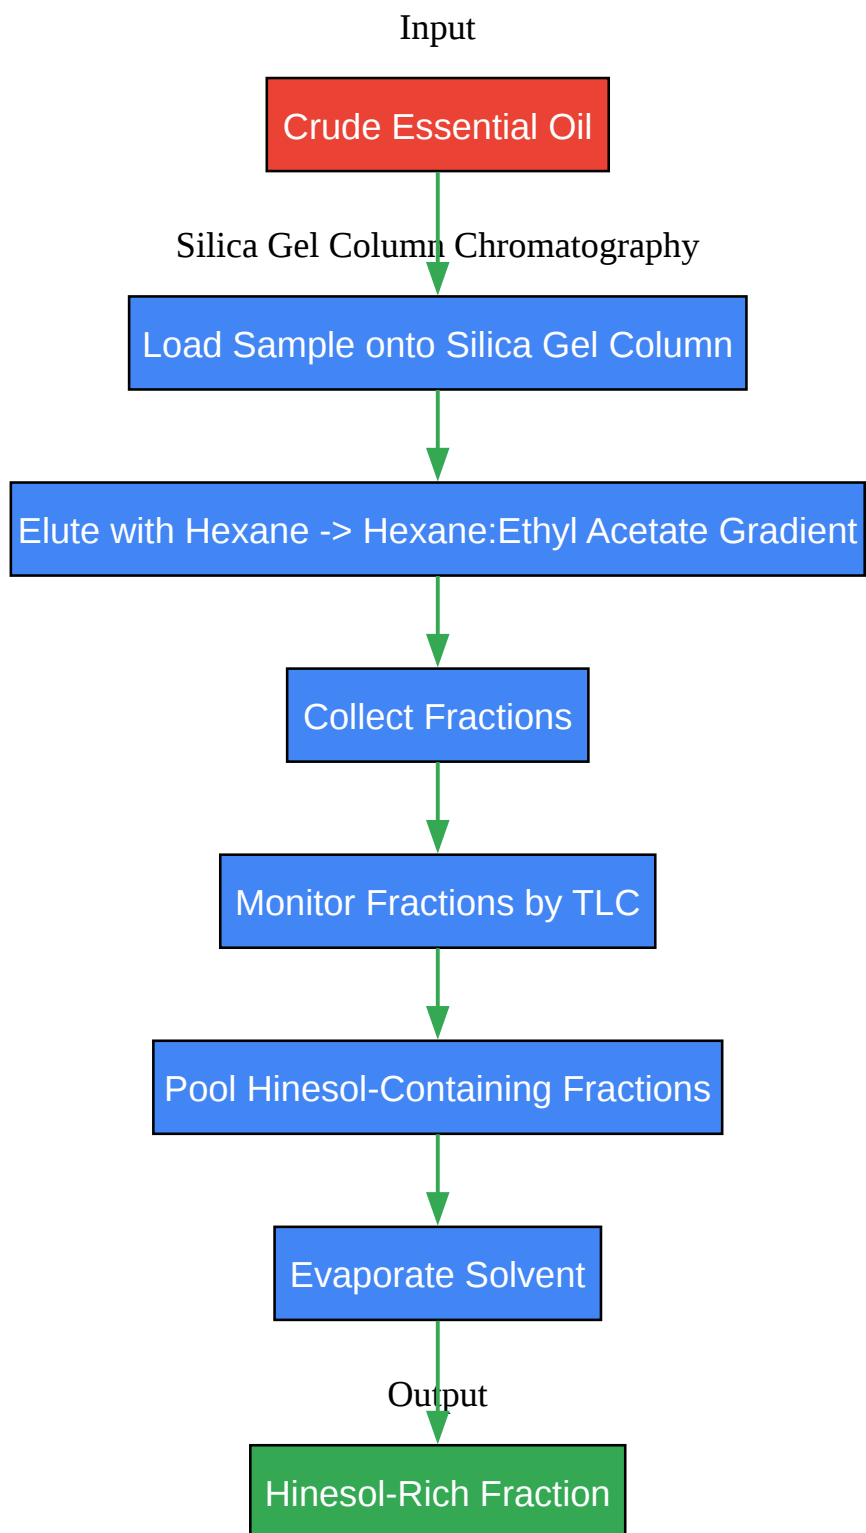 Input
Crude Essential Oil
Silica Gel Column Chromatography
Load Sample onto Silica Gel Column
Elute with Hexane -> Hexane:Ethyl Acetate Gradient
Collect Fractions
Monitor Fractions by TLC
Pool Hinesol-Containing Fractions
Evaporate Solvent
Output
Hinesol-Rich Fraction